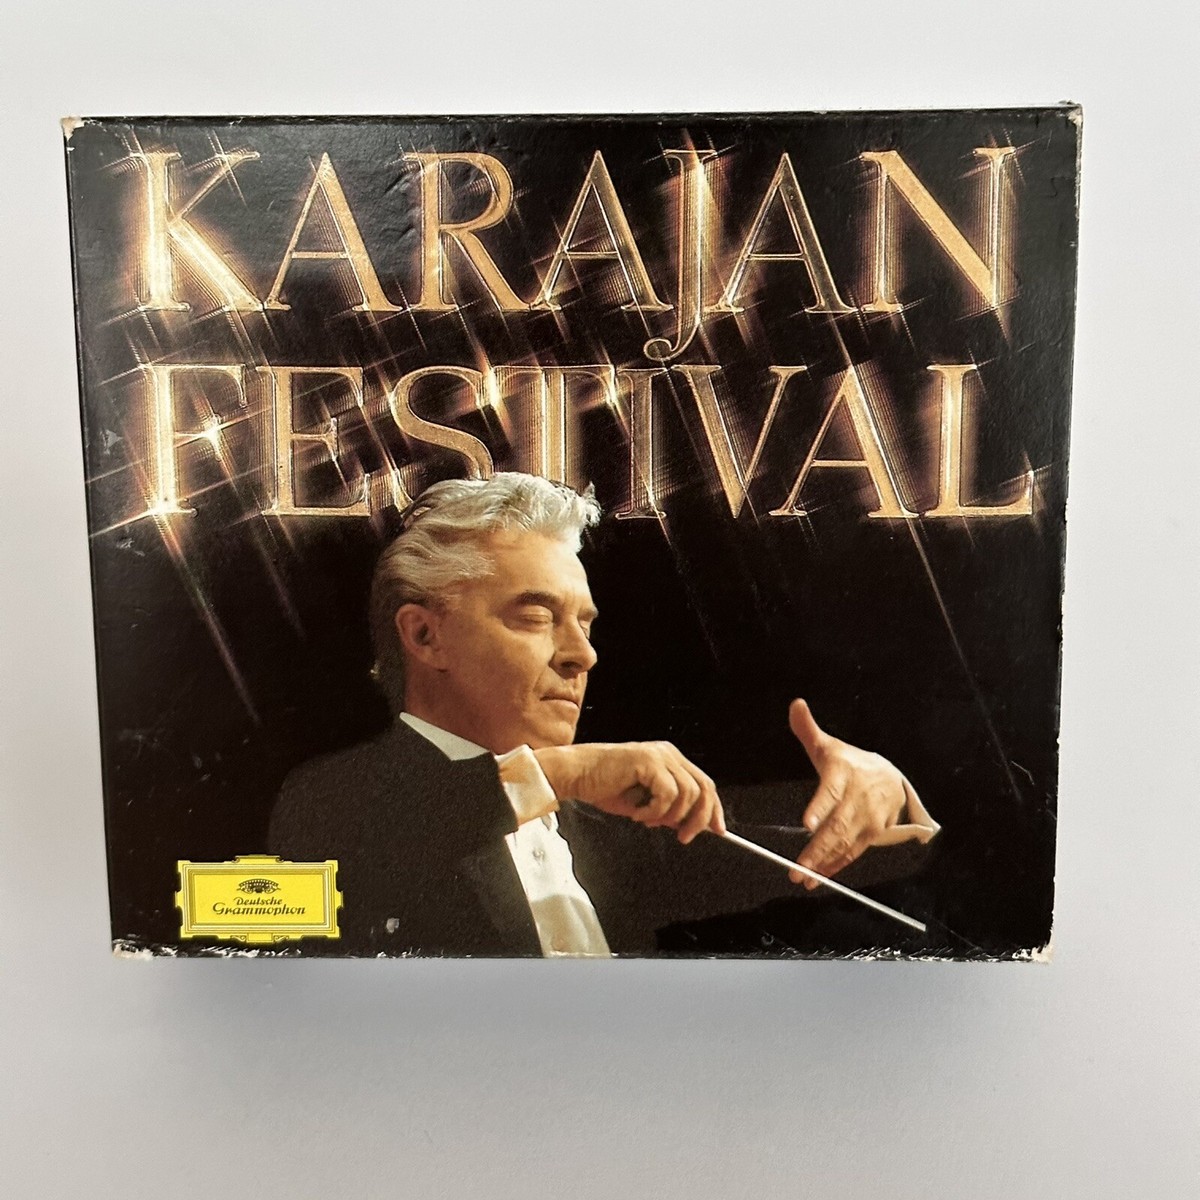 KARAJAN
FESTIVAL
Deutsche
Grammophon